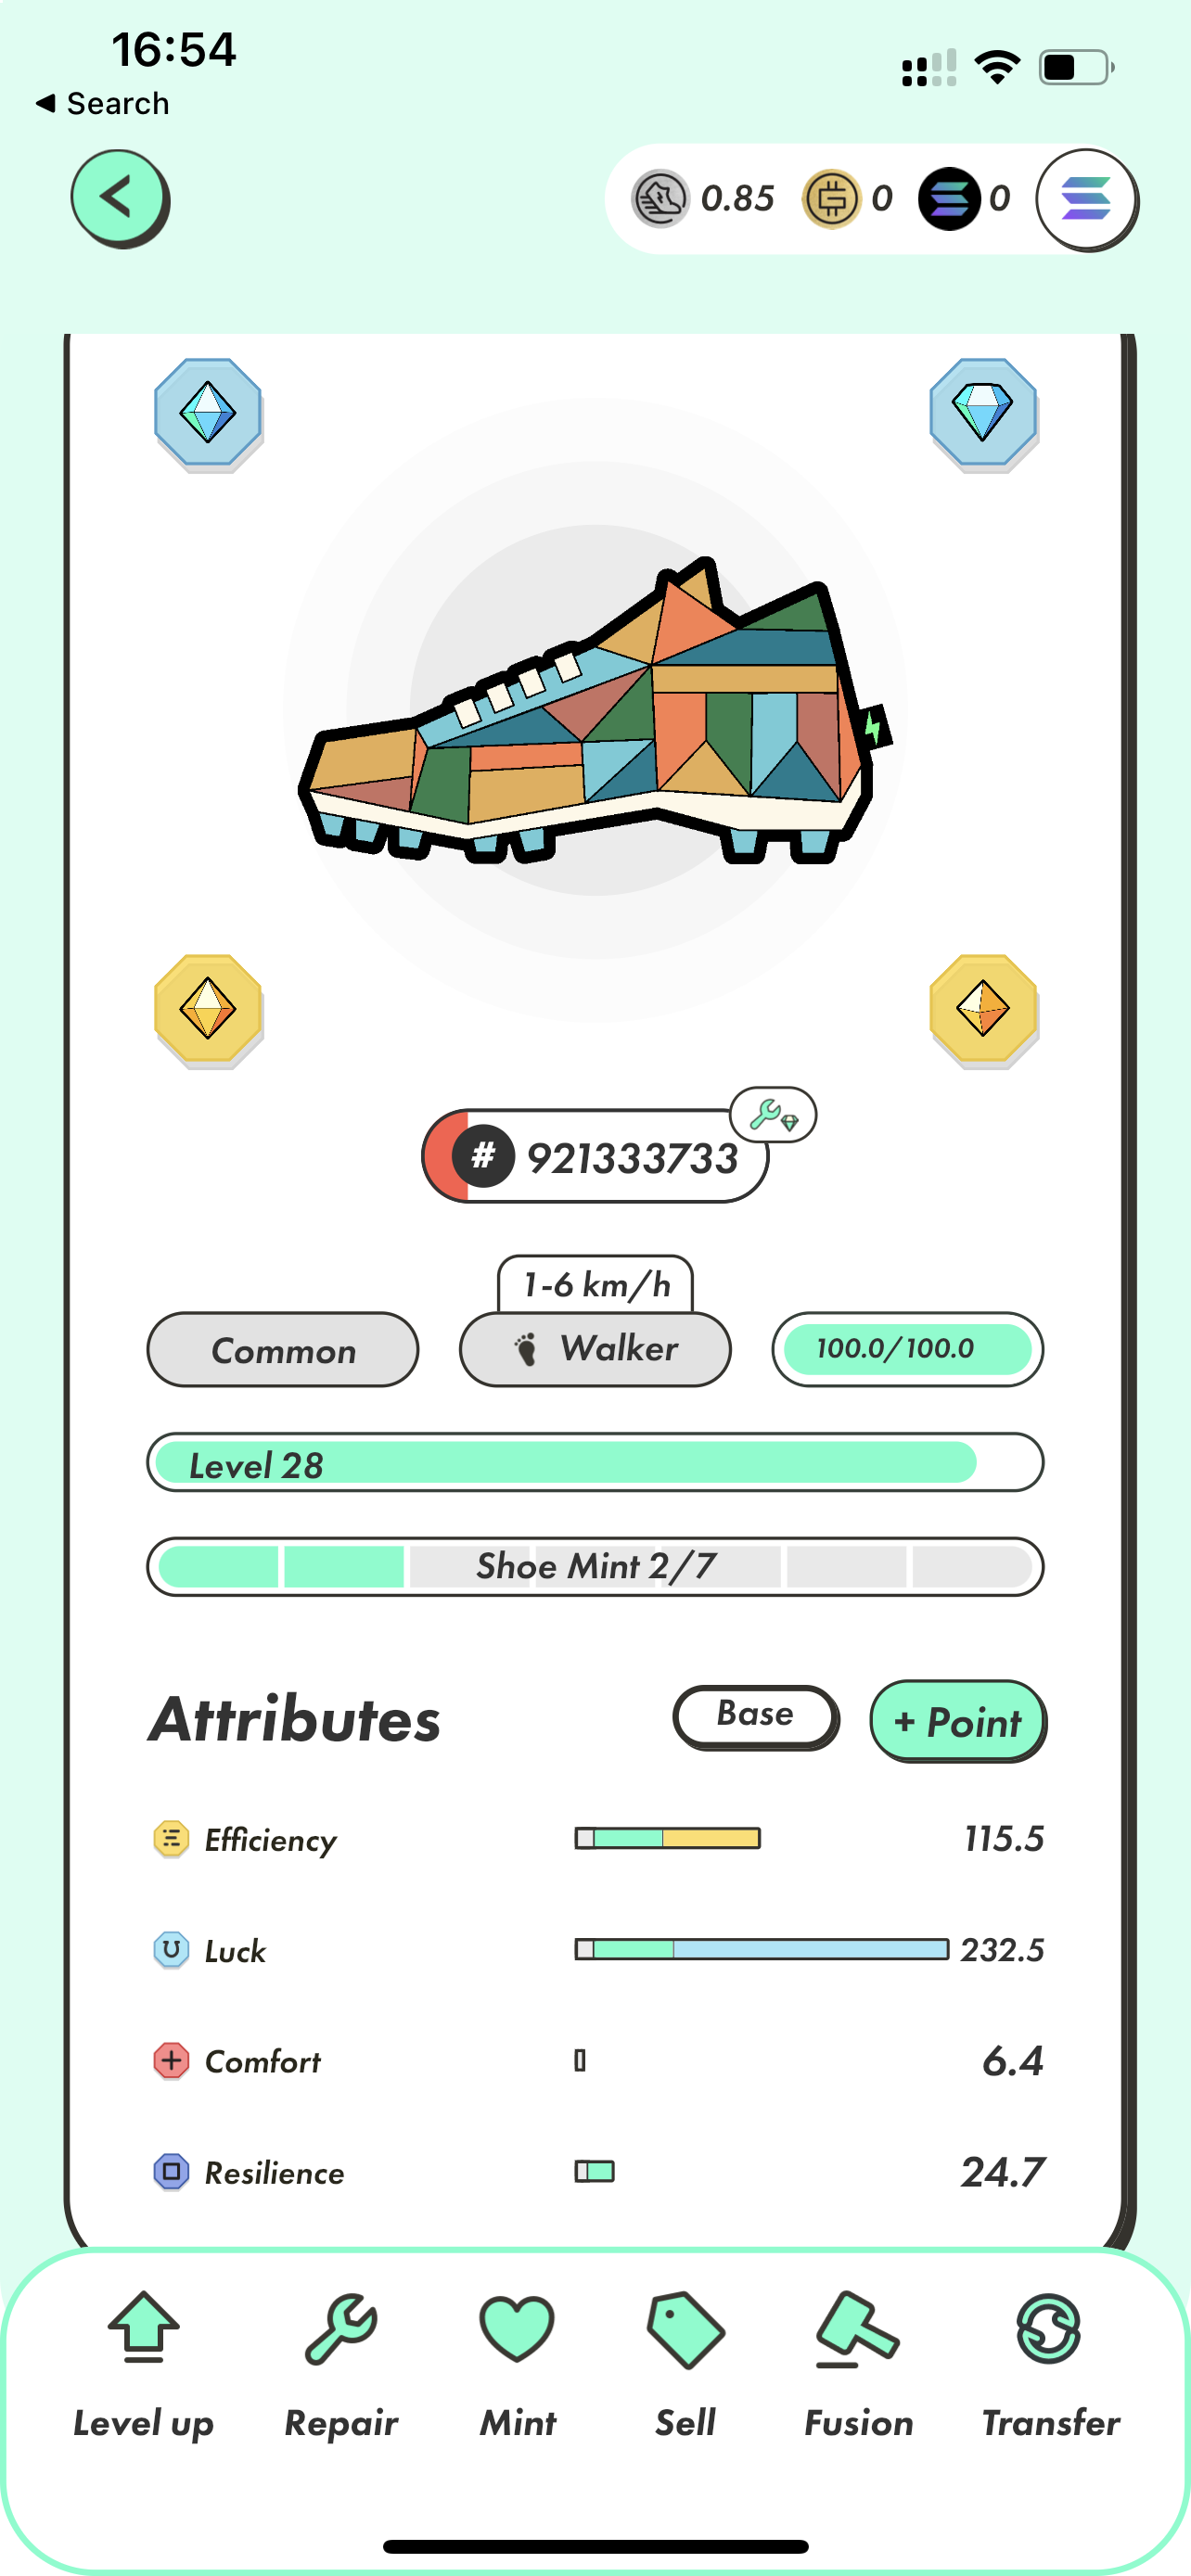 16:54
Search
0.85 0 0
# 921333733
1-6 km/h
Common Walker 100.0/100.0
Level 28
Shoe Mint 2/7
Attributes Base + Point
Efficiency 115.5
Luck 232.5
Comfort 6.4
Resilience 24.7
Level up Repair Mint Sell Fusion Transfer